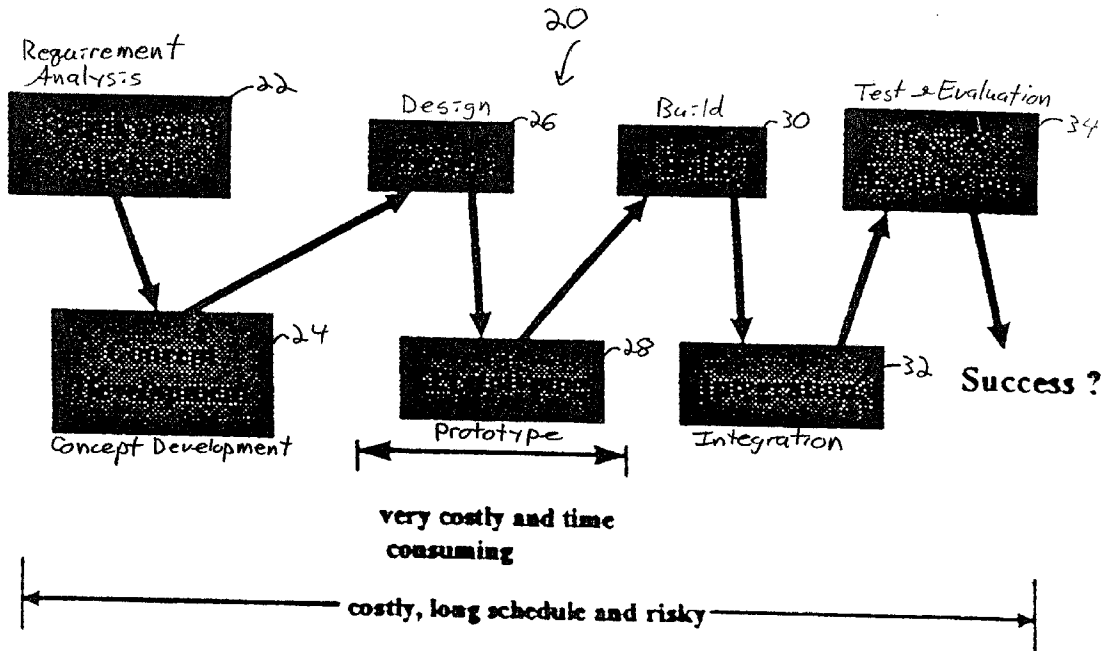 20
Requirement
Analysis
22
Design
26
Build
30
Test & Evaluation
34
24
Concept Development
28
Prototype
32
Integration
Success ?
very costly and time
consuming
costly, long schedule and risky